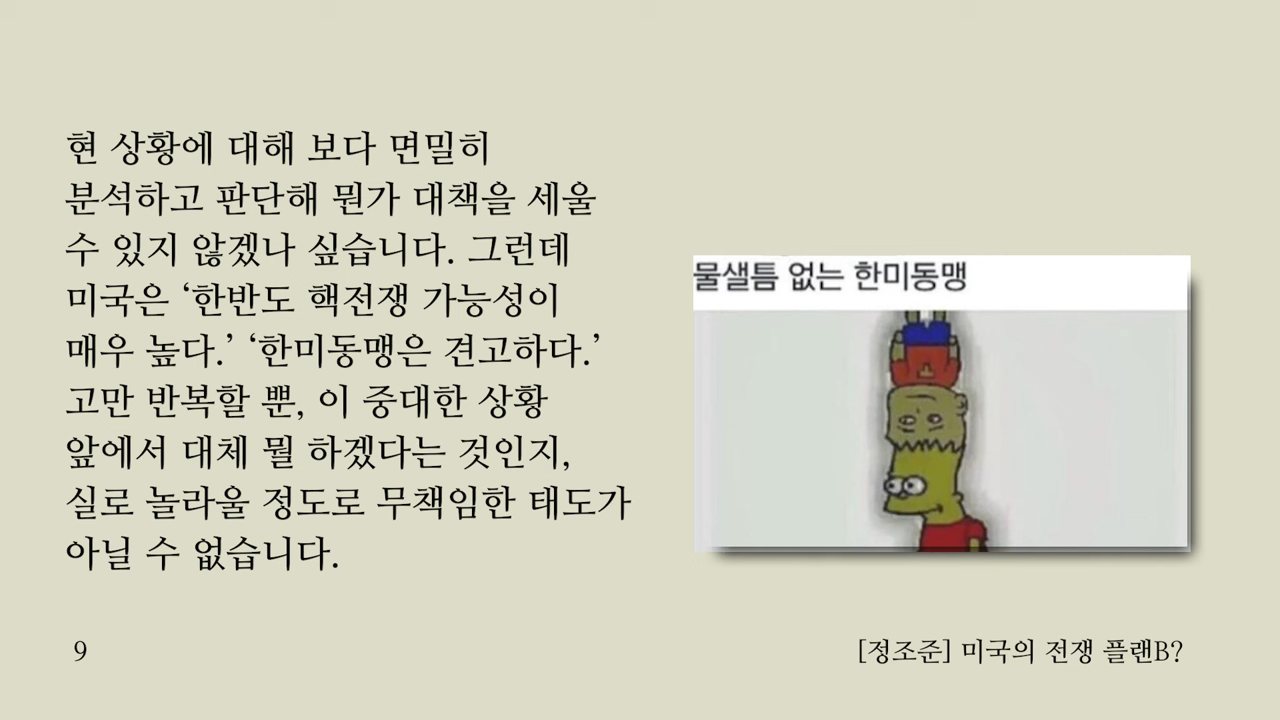 현 상황에 대해 보다 면밀히
분석하고 판단해 뭔가 대책을 세울
수 있지 않겠나 싶습니다. 그런데
미국은 ‘한반도 핵전쟁 가능성이
매우 높다.’ ‘한미동맹은 견고하다.’
고만 반복할 뿐, 이 중대한 상황
앞에서 대체 뭘 하겠다는 것인지,
실로 놀라울 정도로 무책임한 태도가
아닐 수 없습니다.
물샐틈 없는 한미동맹
9
[정조준] 미국의 전쟁 플랜B?